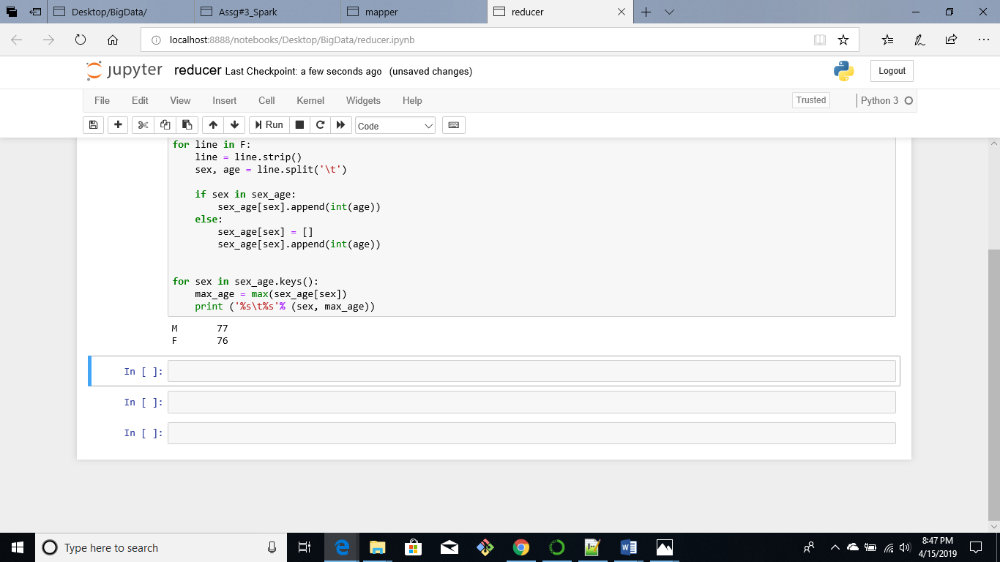 Desktop/BigData/ Assg#3_Spark mapper reducer
localhost:8888/notebooks/Desktop/BigData/reducer.ipynb
jupyter reducer Last Checkpoint: a few seconds ago (unsaved changes) Logout
File Edit View Insert Cell Kernel Widgets Help Trusted Python 3
Run Code
for line in F:
    line = line.strip()
    sex, age = line.split('\t')
    if sex in sex_age:
        sex_age[sex].append(int(age))
    else:
        sex_age[sex] = []
        sex_age[sex].append(int(age))
for sex in sex_age.keys():
    max_age = max(sex_age[sex])
    print ('%s\t%s'% (sex, max_age))
M 77
F 76
In [ ]:
In [ ]:
In [ ]:
Type here to search
8:47 PM
4/15/2019